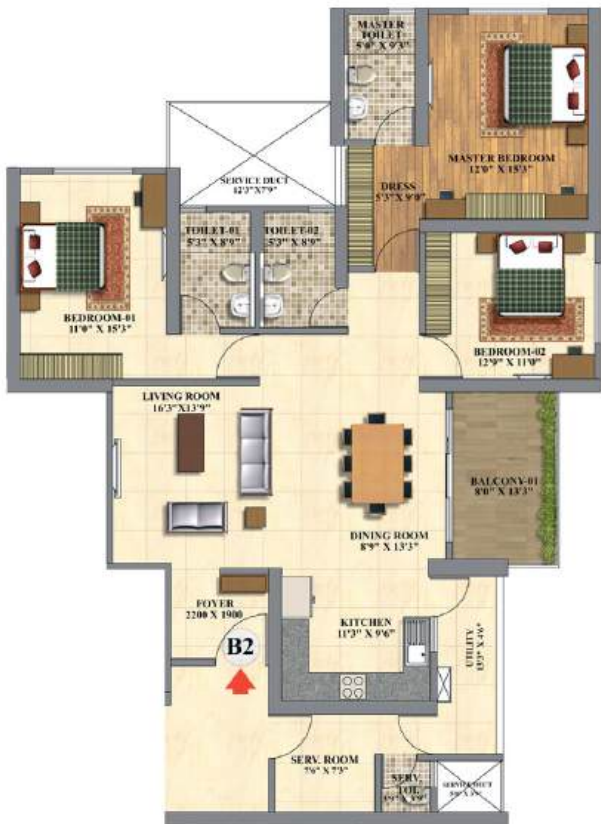 MASTER
TOILET
5'0" X 9'3"
MASTER BEDROOM
12'0" X 15'3"
SERVICE DUCT
12'3"X7'9"
DRESS
5'3" X 9'0"
TOILET-01
5'3" X 8'9"
TOILET-02
5'3" X 8'9"
BEDROOM-01
11'0" X 15'3"
BEDROOM-02
12'9" X 11'0"
LIVING ROOM
16'3"X13'9"
BALCONY-01
8'0" X 13'3"
DINING ROOM
8'9" X 13'3"
FOYER
2200 X 1900
KITCHEN
11'3" X 9'6"
UTILITY
B2
SERV. ROOM
7'6" X 7'3"
SERV.
TOI.
SERVICE DUCT